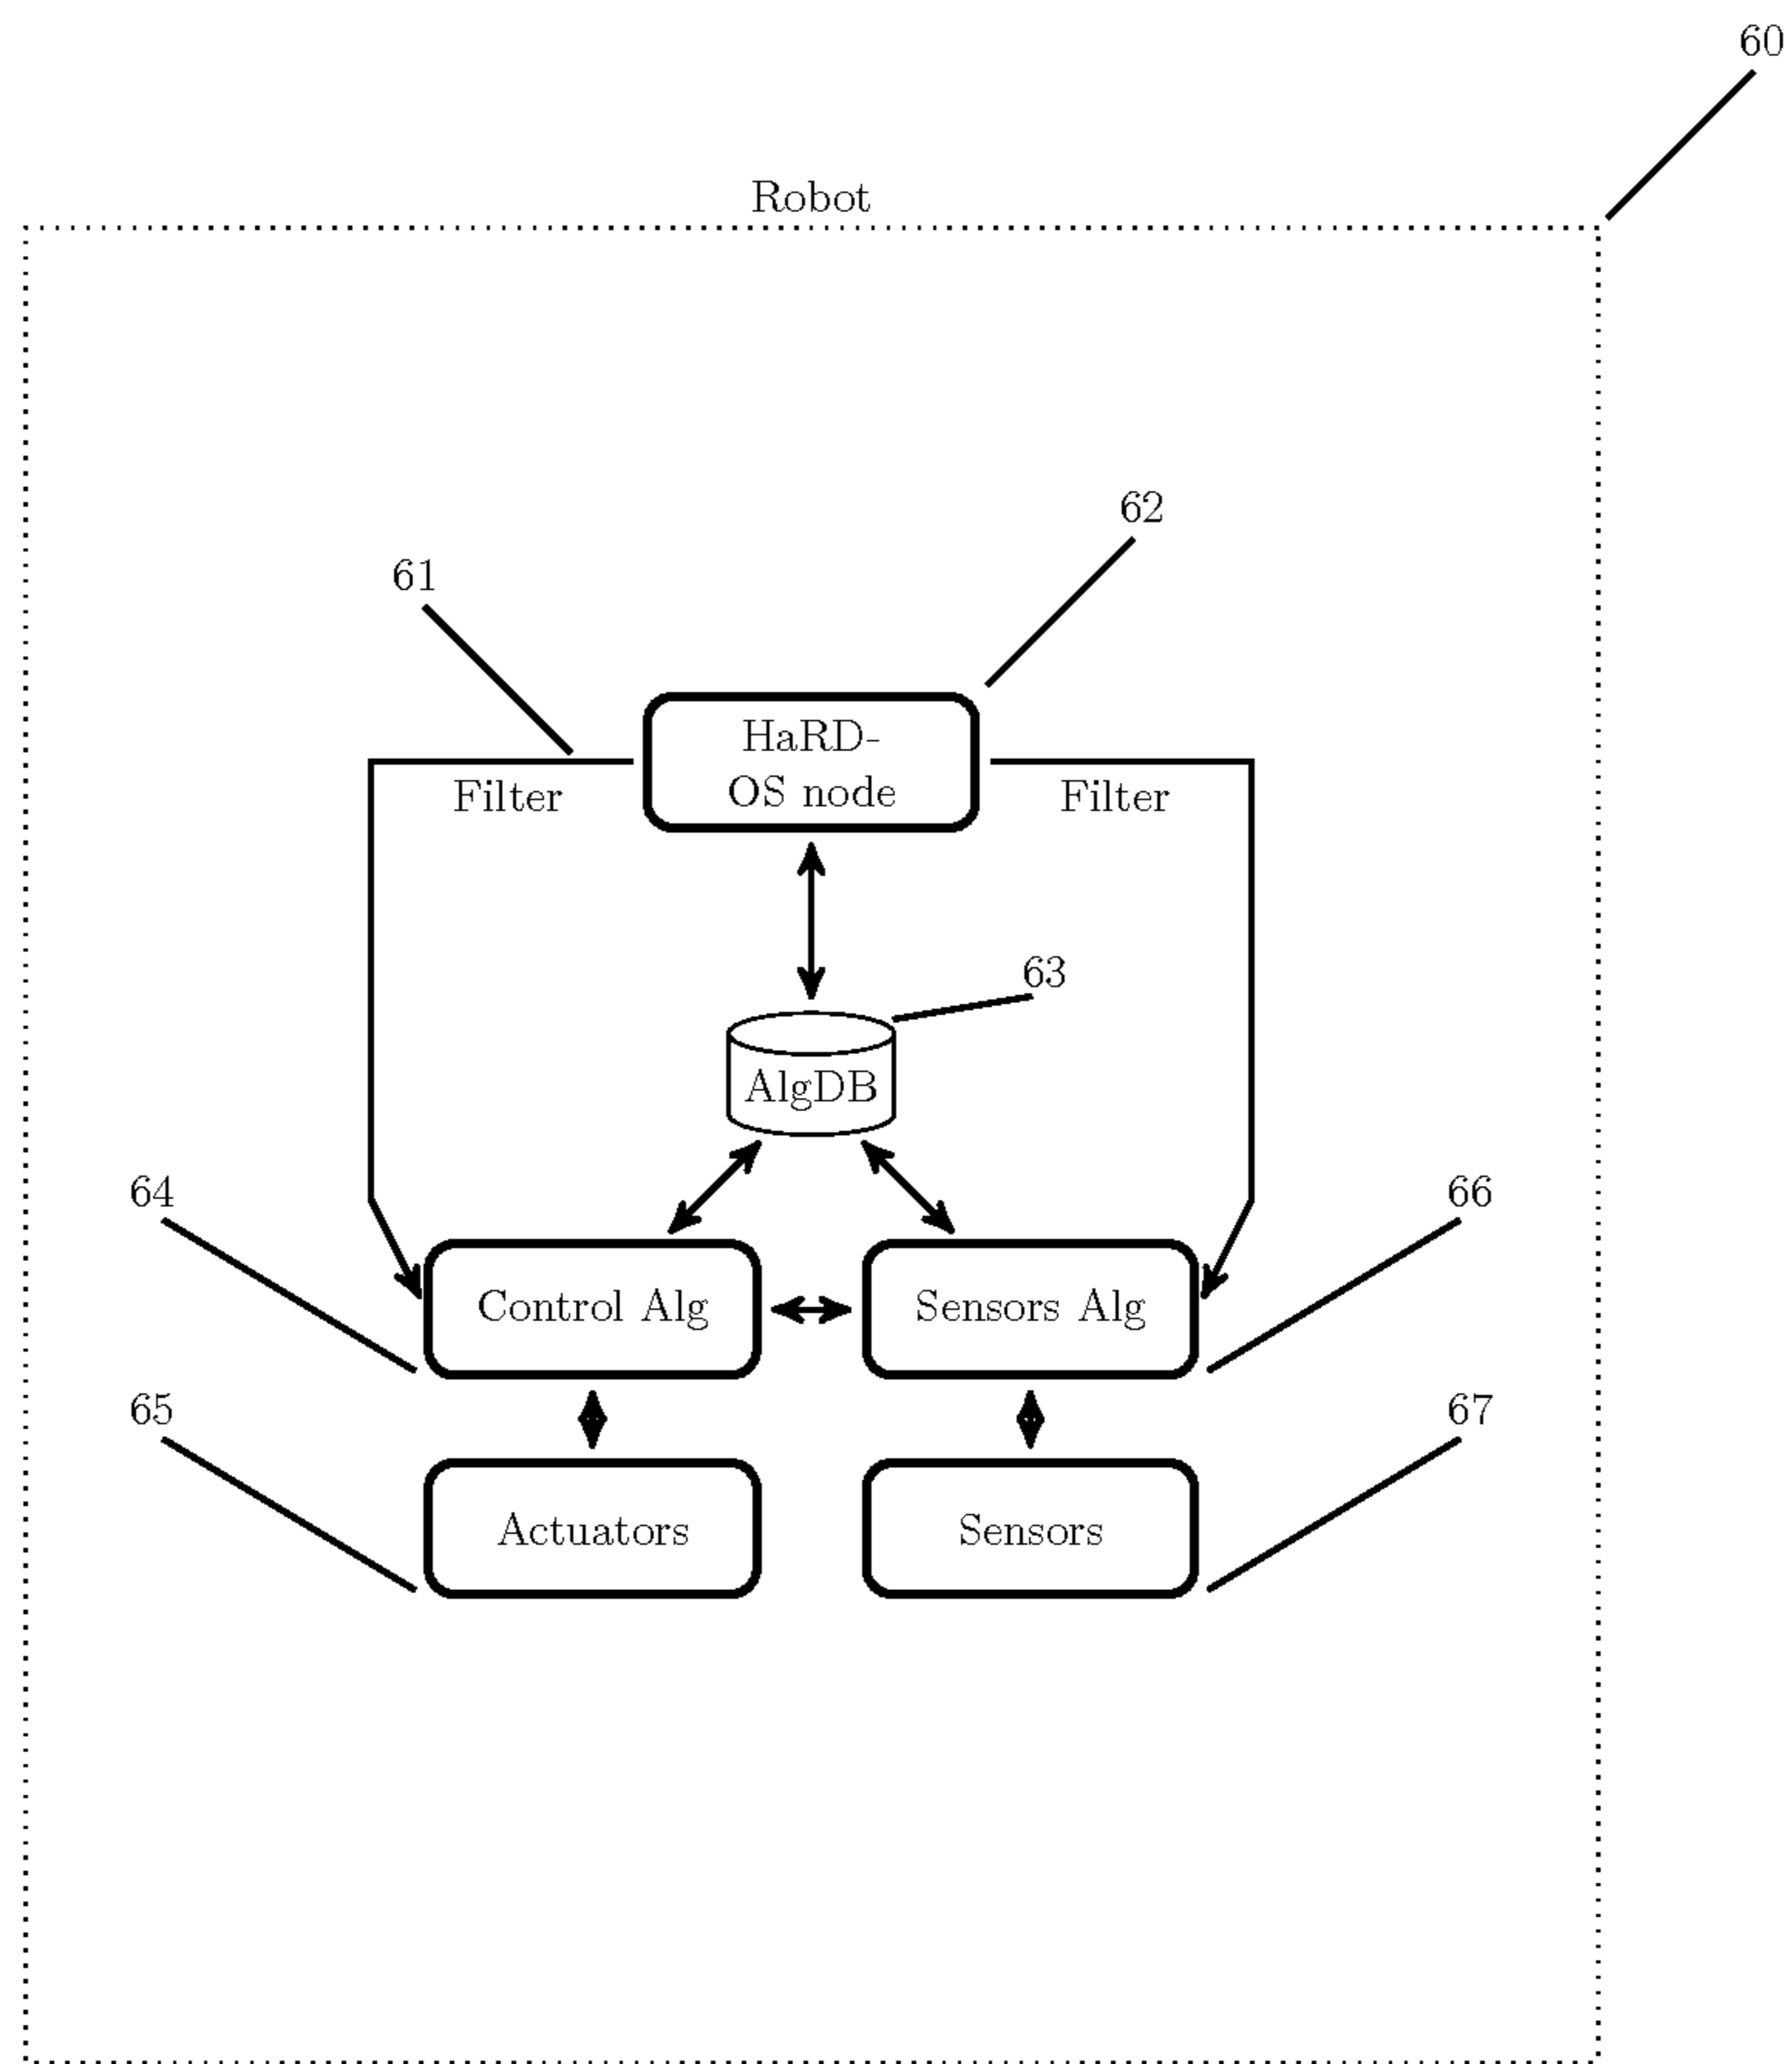 60
Robot
62
61
HaRD-
OS node
Filter
Filter
63
AlgDB
64
66
Control Alg
Sensors Alg
65
67
Actuators
Sensors